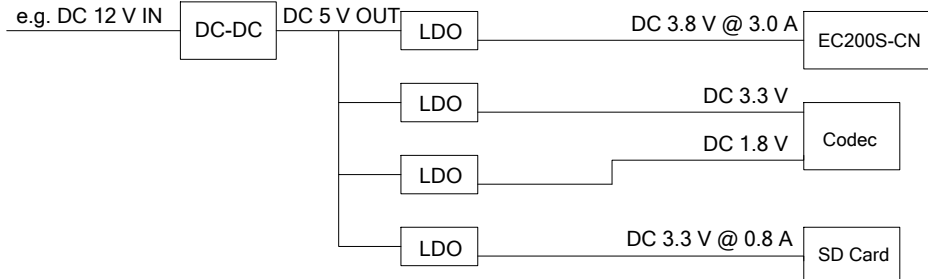 e.g. DC 12 V IN
DC-DC
DC 5 V OUT
LDO
DC 3.8 V @ 3.0 A
EC200S-CN
LDO
DC 3.3 V
DC 1.8 V
Codec
LDO
LDO
DC 3.3 V @ 0.8 A
SD Card